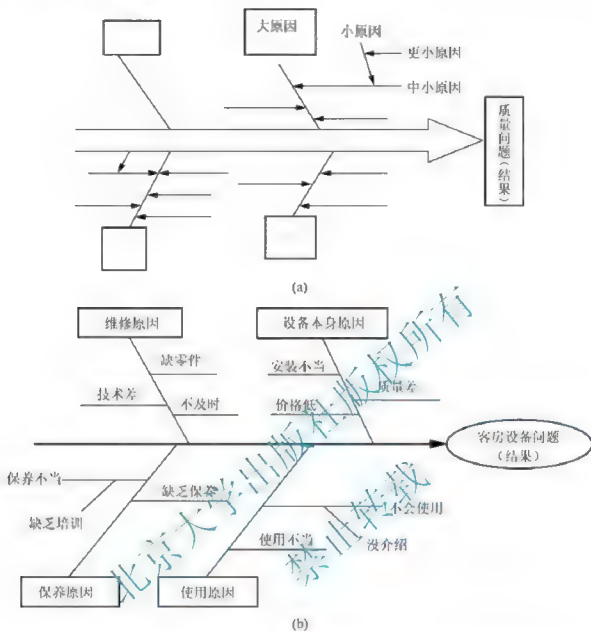 大原因
小原因
更小原因
中小原因
质量问题(结果)
(a)
维修原因
设备本身原因
缺零件
安装不当
技术差
不及时
价格低
质量差
客房设备问题
(结果)
保养不当
缺乏保养
缺乏培训
不会使用
使用不当
没介绍
保养原因
使用原因
(b)
北京大学出版社版权所有
禁止转载